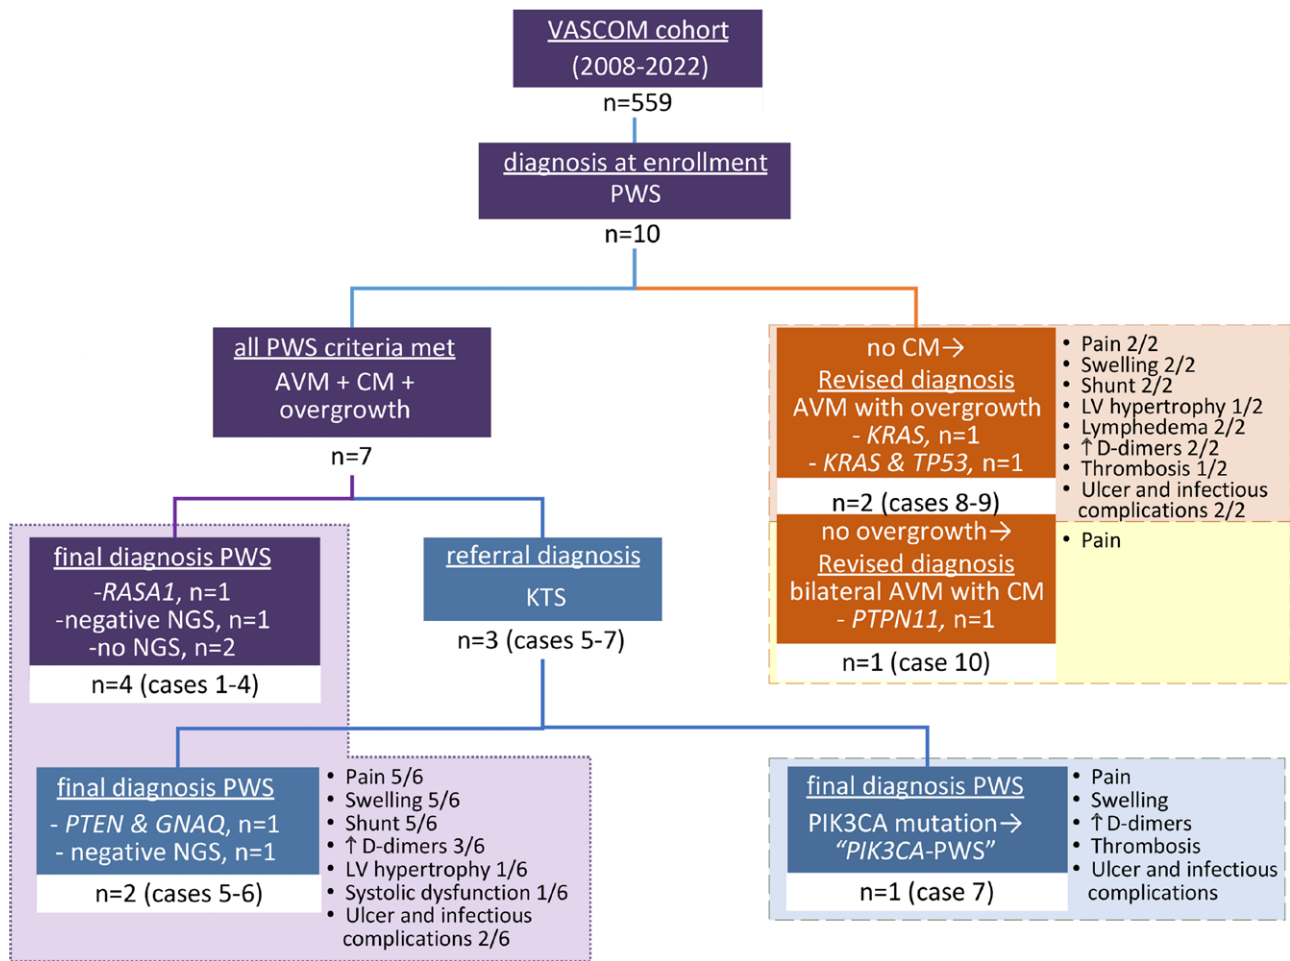 VASCOM cohort
(2008-2022)
n=559
diagnosis at enrollment
PWS
n=10
all PWS criteria met
AVM + CM +
overgrowth
n=7
no CM→
Revised diagnosis
AVM with overgrowth
- KRAS, n=1
- KRAS & TP53, n=1
n=2 (cases 8-9)
• Pain 2/2
• Swelling 2/2
• Shunt 2/2
• LV hypertrophy 1/2
• Lymphedema 2/2
• ↑D-dimers 2/2
• Thrombosis 1/2
• Ulcer and infectious
complications 2/2
no overgrowth→
Revised diagnosis
bilateral AVM with CM
- PTPN11, n=1
n=1 (case 10)
• Pain
final diagnosis PWS
-RASA1, n=1
-negative NGS, n=1
-no NGS, n=2
n=4 (cases 1-4)
referral diagnosis
KTS
n=3 (cases 5-7)
final diagnosis PWS
- PTEN & GNAQ, n=1
- negative NGS, n=1
n=2 (cases 5-6)
• Pain 5/6
• Swelling 5/6
• Shunt 5/6
• ↑ D-dimers 3/6
• LV hypertrophy 1/6
• Systolic dysfunction 1/6
• Ulcer and infectious
complications 2/6
final diagnosis PWS
PIK3CA mutation→
“PIK3CA-PWS”
n=1 (case 7)
• Pain
• Swelling
• ↑ D-dimers
• Thrombosis
• Ulcer and infectious
complications